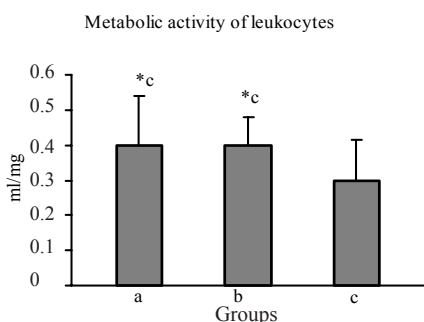 Metabolic activity of leukocytes
0.6
*c
*c
0.5
0.4
0.3
0.2
0.1
0
ml/mg
a
b
c
Groups